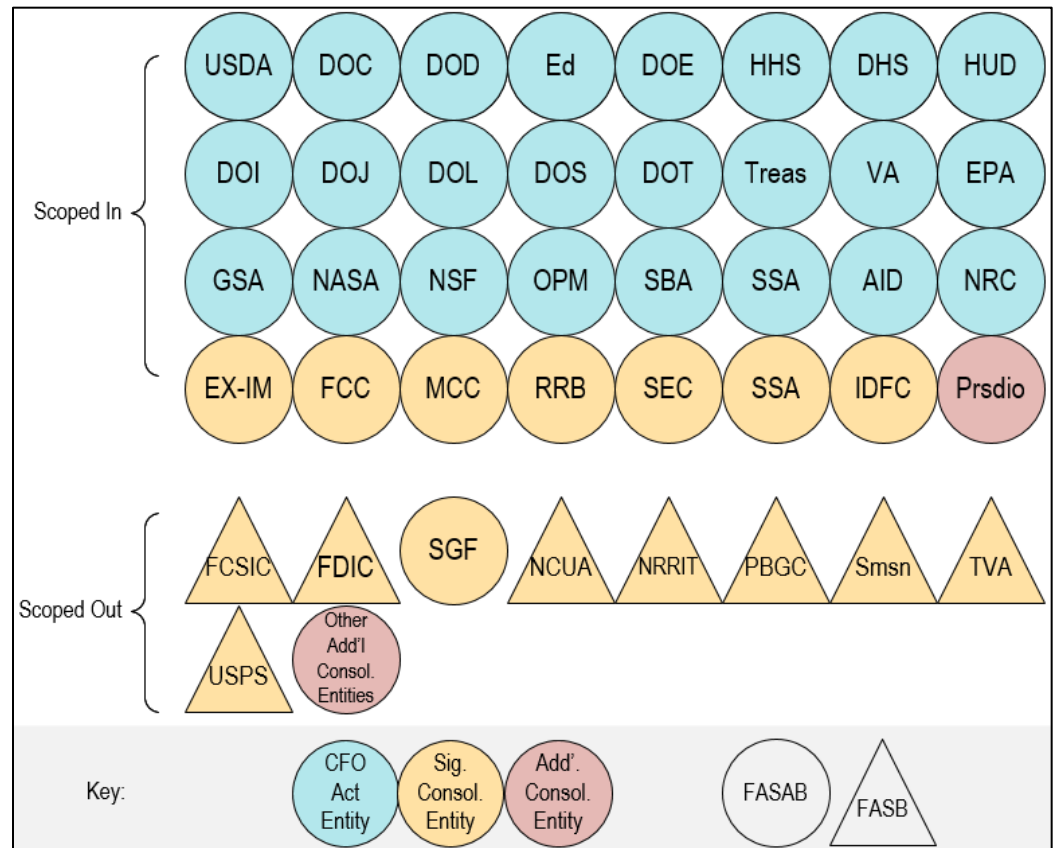 USDA DOC DOD Ed DOE HHS DHS HUD
DOI DOJ DOL DOS DOT Treas VA EPA
Scoped In
GSA NASA NSF OPM SBA SSA AID NRC
EX-IM FCC MCC RRB SEC SSA IDFC Prsdio
FCSIC FDIC SGF NCUA NRRIT PBGC Smsn TVA
Scoped Out
USPS
Other
Add'l
Consol.
Entities
Key:
CFO
Act
Entity
Sig.
Consol.
Entity
Add'.
Consol.
Entity
FASAB
FASB